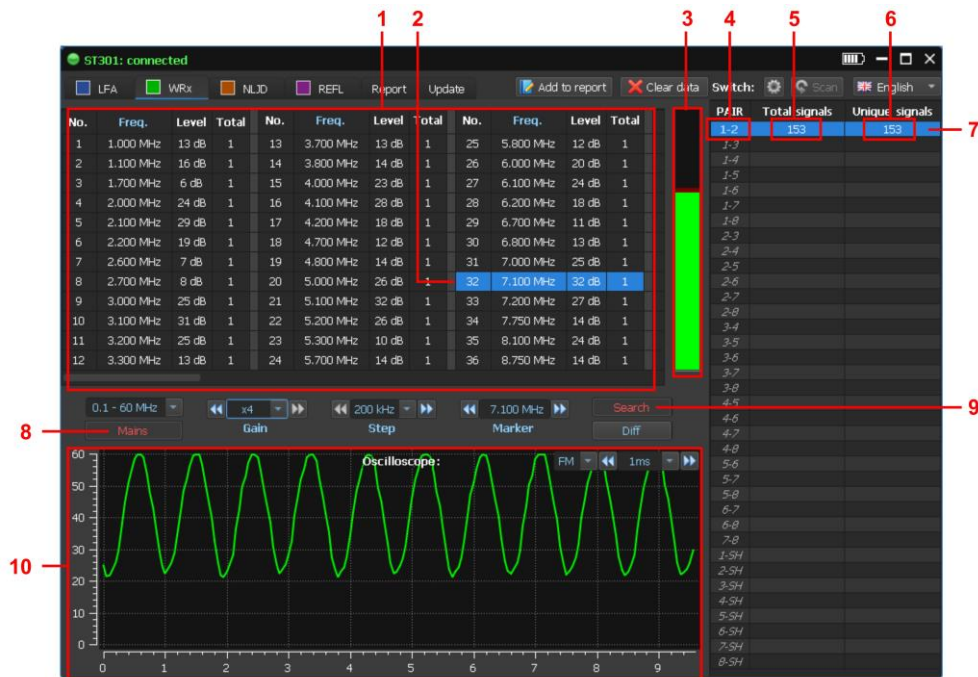 1 2 3 4 5 6
ST301: connected
LFA WRx NLJD REFL Report Update Add to report Clear data Switch: Scan English
No. Freq. Level Total No. Freq. Level Total No. Freq. Level Total PAIR Total signals Unique signals
1-2 153 153 7
1 1.000 MHz 13 dB 1 13 3.700 MHz 13 dB 1 25 5.800 MHz 12 dB 1
1-3
2 1.100 MHz 16 dB 1 14 3.800 MHz 14 dB 1 26 6.000 MHz 20 dB 1
1-4
3 1.700 MHz 6 dB 1 15 4.000 MHz 23 dB 1 27 6.100 MHz 24 dB 1
1-5
4 2.000 MHz 24 dB 1 16 4.100 MHz 28 dB 1 28 6.200 MHz 18 dB 1
1-6
1-7
5 2.100 MHz 29 dB 1 17 4.200 MHz 18 dB 1 29 6.700 MHz 11 dB 1
1-8
6 2.200 MHz 19 dB 1 18 4.700 MHz 12 dB 1 30 6.800 MHz 13 dB 1
2-3
2-4
7 2.600 MHz 7 dB 1 19 4.800 MHz 14 dB 1 31 7.000 MHz 25 dB 1
2-5
8 2.700 MHz 8 dB 1 20 5.000 MHz 26 dB 1 32 7.100 MHz 32 dB 1
2-6
9 3.000 MHz 25 dB 1 21 5.100 MHz 32 dB 1 33 7.200 MHz 27 dB 1
2-7
2-8
10 3.100 MHz 31 dB 1 22 5.200 MHz 26 dB 1 34 7.750 MHz 14 dB 1
3-4
11 3.200 MHz 25 dB 1 23 5.300 MHz 10 dB 1 35 8.100 MHz 24 dB 1
3-5
12 3.300 MHz 13 dB 1 24 5.700 MHz 14 dB 1 36 8.750 MHz 14 dB 1
3-6
3-7
3-8
4-5
0.1 - 60 MHz x4 200 kHz 7.100 MHz Search 9
4-6
8 Mains Gain Step Marker Diff
4-7
4-8
60 Oscilloscope: FM 1ms
5-6
5-7
50
5-8
6-7
40
6-8
7-8
10 30
1-SH
2-SH
20
3-SH
4-SH
10
5-SH
6-SH
0
7-SH
8-SH
0 1 2 3 4 5 6 7 8 9